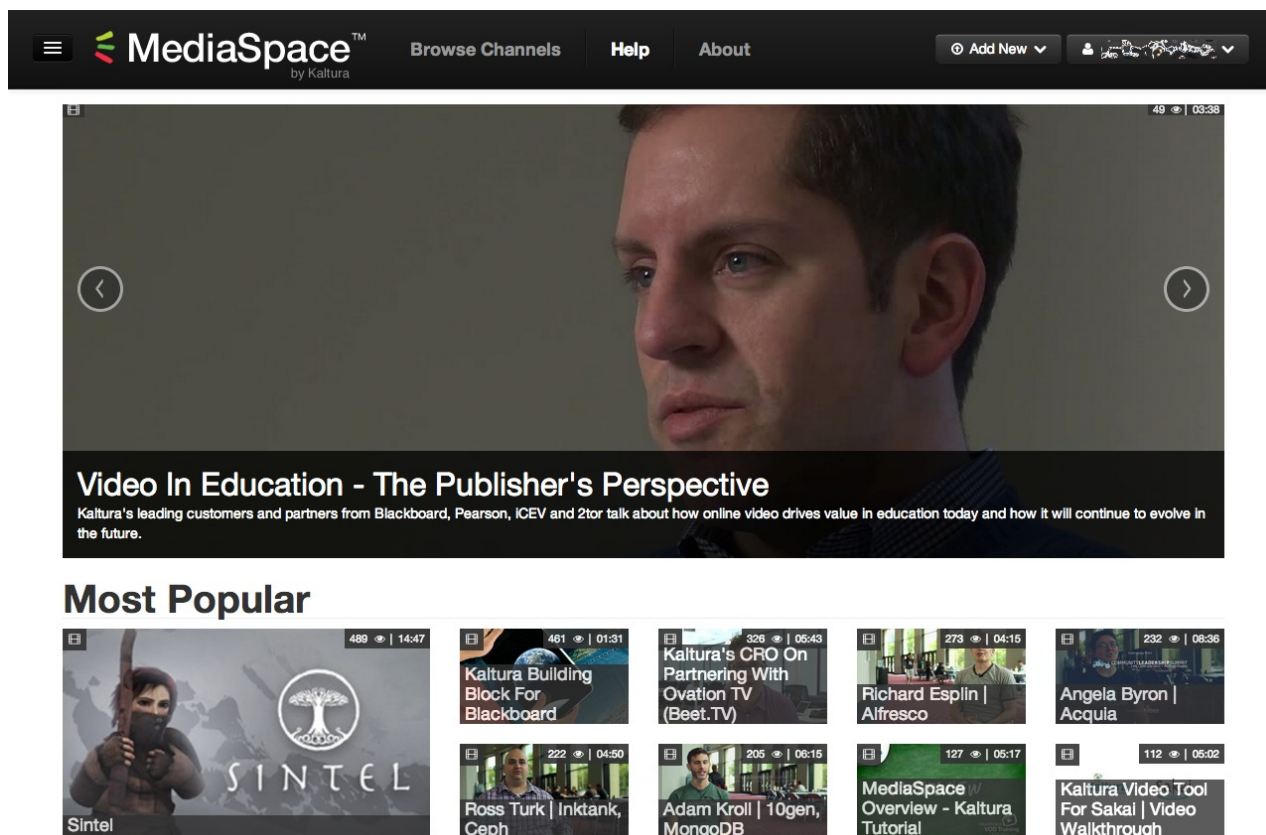 MediaSpace™
by Kaltura
Browse Channels
Help
About
Add New
49 | 03:38
Video In Education - The Publisher's Perspective
Kaltura's leading customers and partners from Blackboard, Pearson, iCEV and 2tor talk about how online video drives value in education today and how it will continue to evolve in
the future.
Most Popular
489 | 14:47
SINTEL
Sintel
461 | 01:31
Kaltura Building
Block For
Blackboard
326 | 05:43
Kaltura's CRO On
Partnering With
Ovation TV
(Beet.TV)
273 | 04:15
Richard Esplin |
Alfresco
232 | 08:36
COMMUNITYLEADERSHIPSUMMIT
Angela Byron |
Acquia
222 | 04:50
Ross Turk | Inktank,
Ceph
205 | 06:15
Adam Kroll | 10gen,
MongoDB
127 | 05:17
MediaSpace
Overview - Kaltura
Tutorial
112 | 05:02
Kaltura Video Tool
For Sakai | Video
Walkthrough